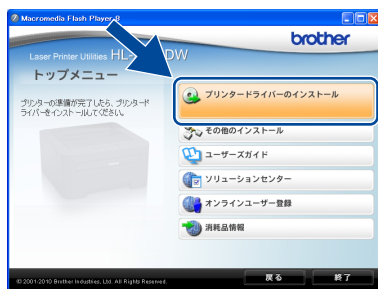 Macromedia Flash Player 8
brother
Laser Printer Utilities HL- DW
トップメニュー
プリンターの準備が完了したら、プリンタード
ライバーをインストールしてください。
プリンタードライバーのインストール
その他のインストール
ユーザーズガイド
ソリューションセンター
オンラインユーザー登録
消耗品情報
© 2001-2010 Brother Industries, Ltd. All Rights Reserved.
戻る
終了